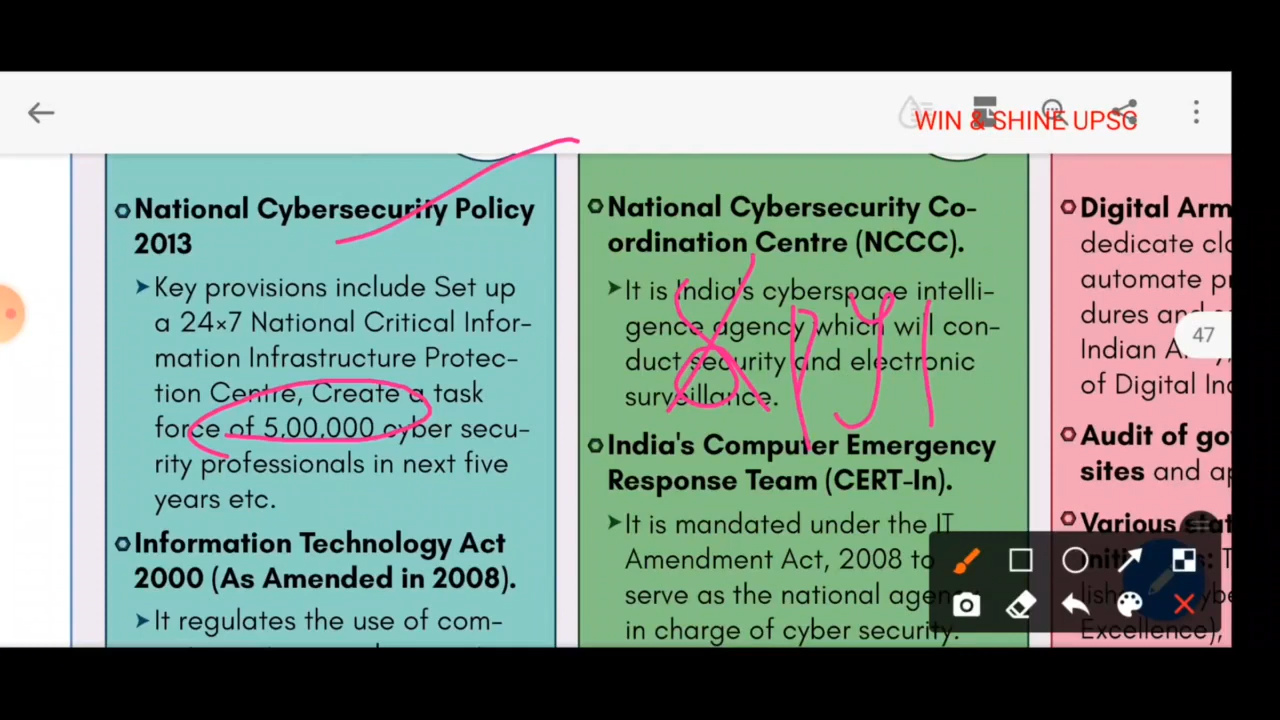 WIN & SHINE UPSC
National Cybersecurity Policy
2013
Key provisions include Set up
a 24×7 National Critical Infor-
mation Infrastructure Protec-
tion Centre, Create a task
force of 5,00,000 cyber secu-
rity professionals in next five
years etc.
Information Technology Act
2000 (As Amended in 2008).
It regulates the use of com-
National Cybersecurity Co-
ordination Centre (NCCC).
It is India's cyberspace intelli-
gence agency which will con-
duct security and electronic
surveillance.
India's Computer Emergency
Response Team (CERT-In).
It is mandated under the IT
Amendment Act, 2008 to
serve as the national agen
in charge of cyber security.
Digital Arm
dedicate clo
automate pr
dures and
Indian A
of Digital Ind
Audit of go
sites and ap
Various stat
Excellence),
47